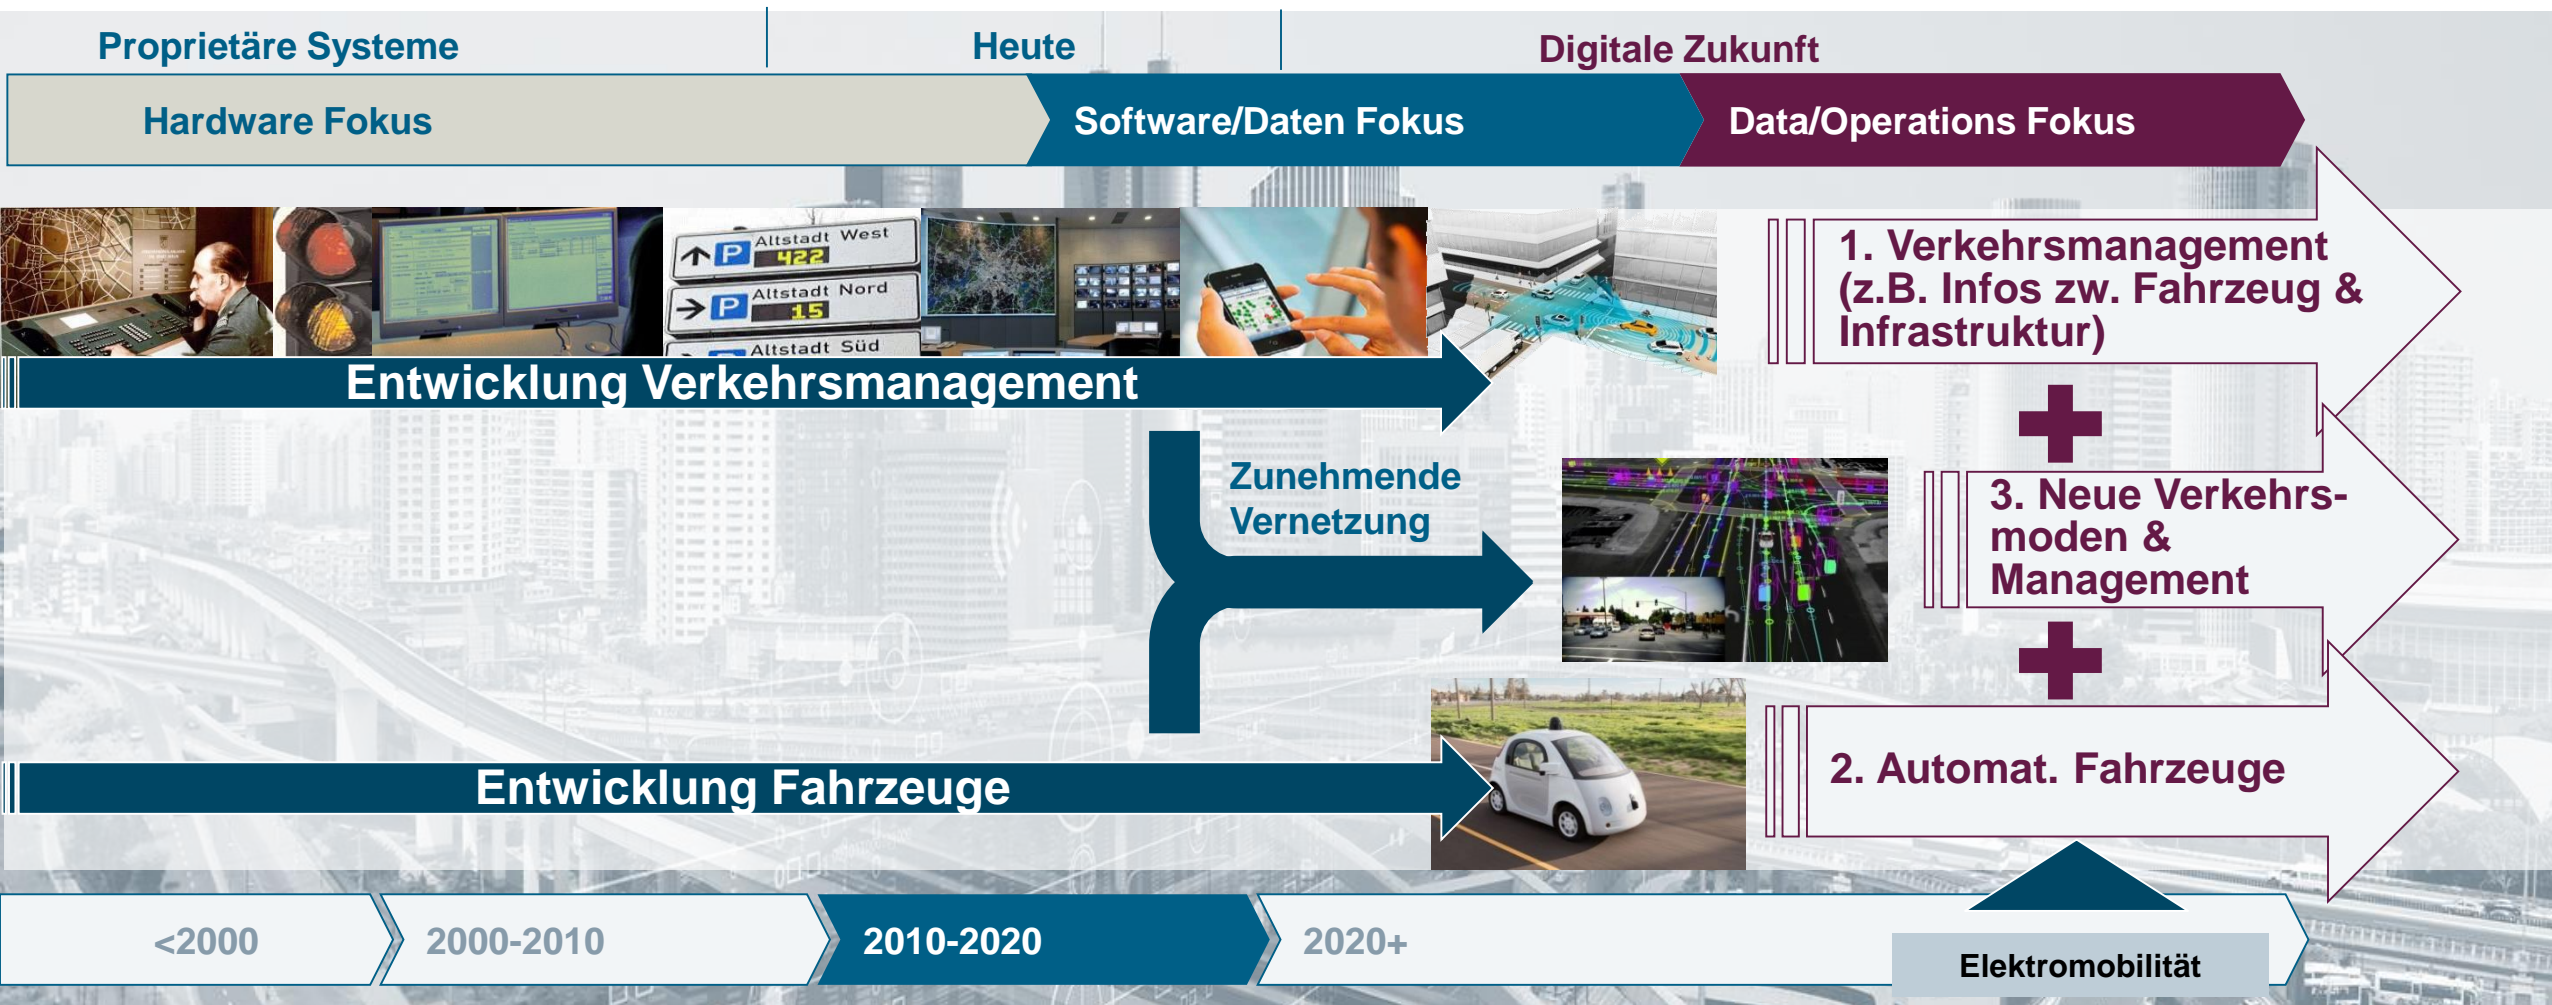 Proprietäre Systeme
Heute
Digitale Zukunft
Hardware Fokus
Software/Daten Fokus
Data/Operations Fokus
Altstadt West
P
422
Altstadt Nord
P
15
Altstadt Süd
P
1. Verkehrsmanagement
(z.B. Infos zw. Fahrzeug &
Infrastruktur)
Entwicklung Verkehrsmanagement
Zunehmende
Vernetzung
3. Neue Verkehrs-
moden &
Management
2. Automat. Fahrzeuge
Entwicklung Fahrzeuge
<2000
2000-2010
2010-2020
2020+
Elektromobilität